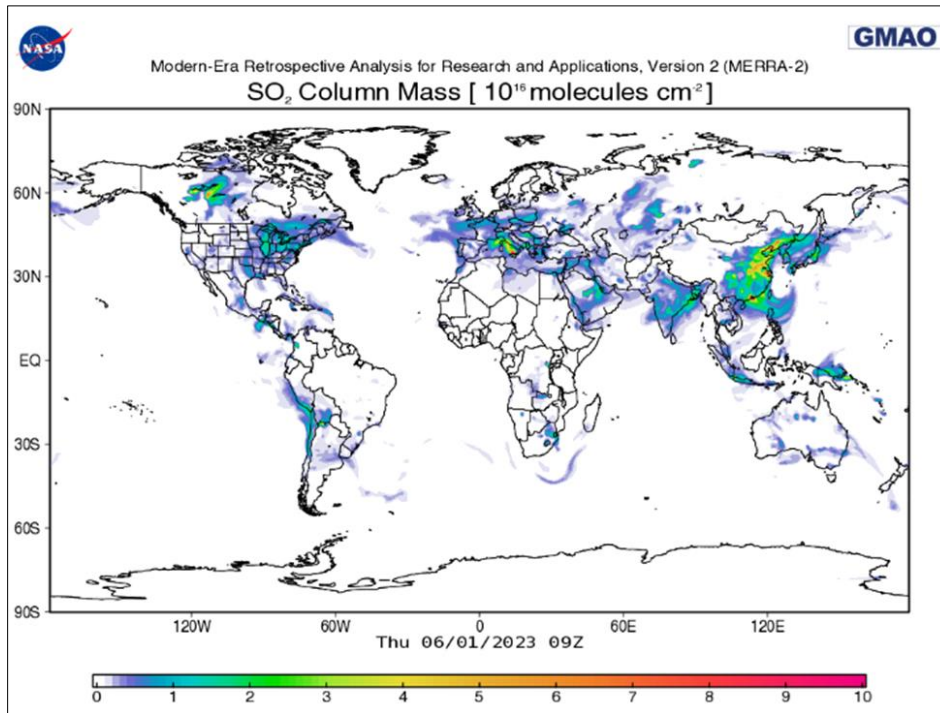 NASA
GMAO
Modern-Era Retrospective Analysis for Research and Applications, Version 2 (MERRA-2)
SO₂ Column Mass [ 10¹⁶ molecules cm⁻² ]
90N
60N
30N
EQ
30S
60S
90S
120W 60W 0 60E 120E
Thu 06/01/2023 09Z
0 1 2 3 4 5 6 7 8 9 10